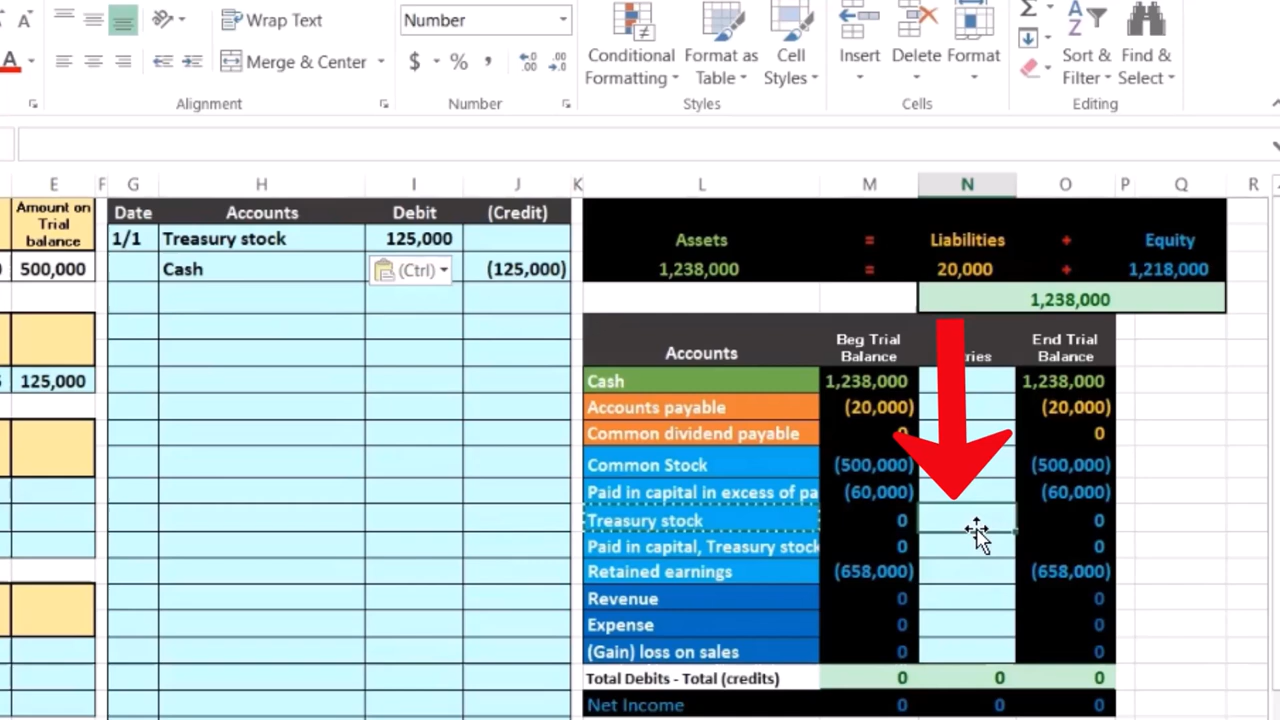 Wrap Text
Merge & Center
Alignment
Number
$ % ,
Number
Conditional
Formatting
Format as
Table
Cell
Styles
Styles
Insert
Delete
Format
Cells
Sort &
Filter
Find &
Select
Editing
E F G H I J K L M N O P Q R
Amount on
Trial
balance
500,000
125,000
Date Accounts Debit (Credit)
1/1 Treasury stock 125,000
Cash (Ctrl) (125,000)
Assets = Liabilities + Equity
1,238,000 = 20,000 + 1,218,000
1,238,000
Accounts
Beg Trial
Balance
ries
End Trial
Balance
Cash 1,238,000 1,238,000
Accounts payable (20,000) (20,000)
Common dividend payable 0 0
Common Stock (500,000) (500,000)
Paid in capital in excess of pa (60,000) (60,000)
Treasury stock 0 0
Paid in capital, Treasury stock 0 0
Retained earnings (658,000) (658,000)
Revenue 0 0
Expense 0 0
(Gain) loss on sales 0 0
Total Debits - Total (credits) 0 0 0
Net Income 0 0 0